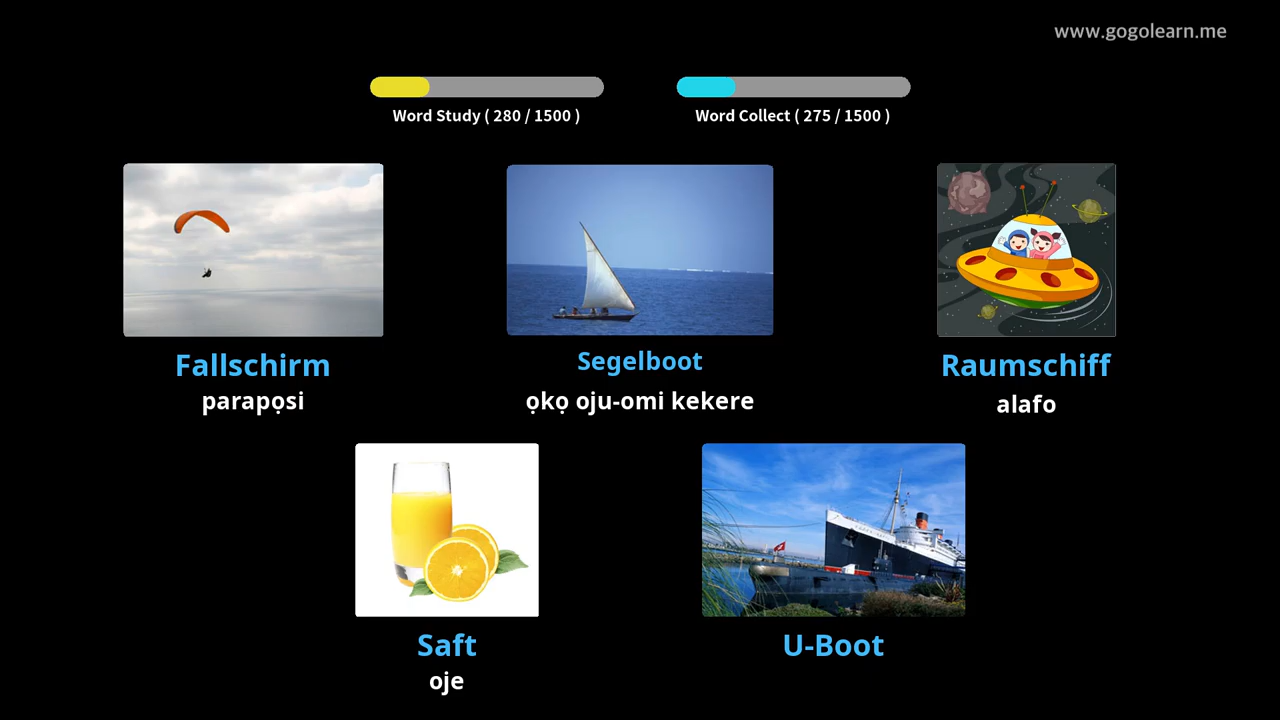 www.gogolearn.me
Word Study ( 280 / 1500 )
Word Collect ( 275 / 1500 )
Fallschirm
parapọsi
Segelboot
ọkọ oju-omi kekere
Raumschiff
alafo
Saft
oje
U-Boot